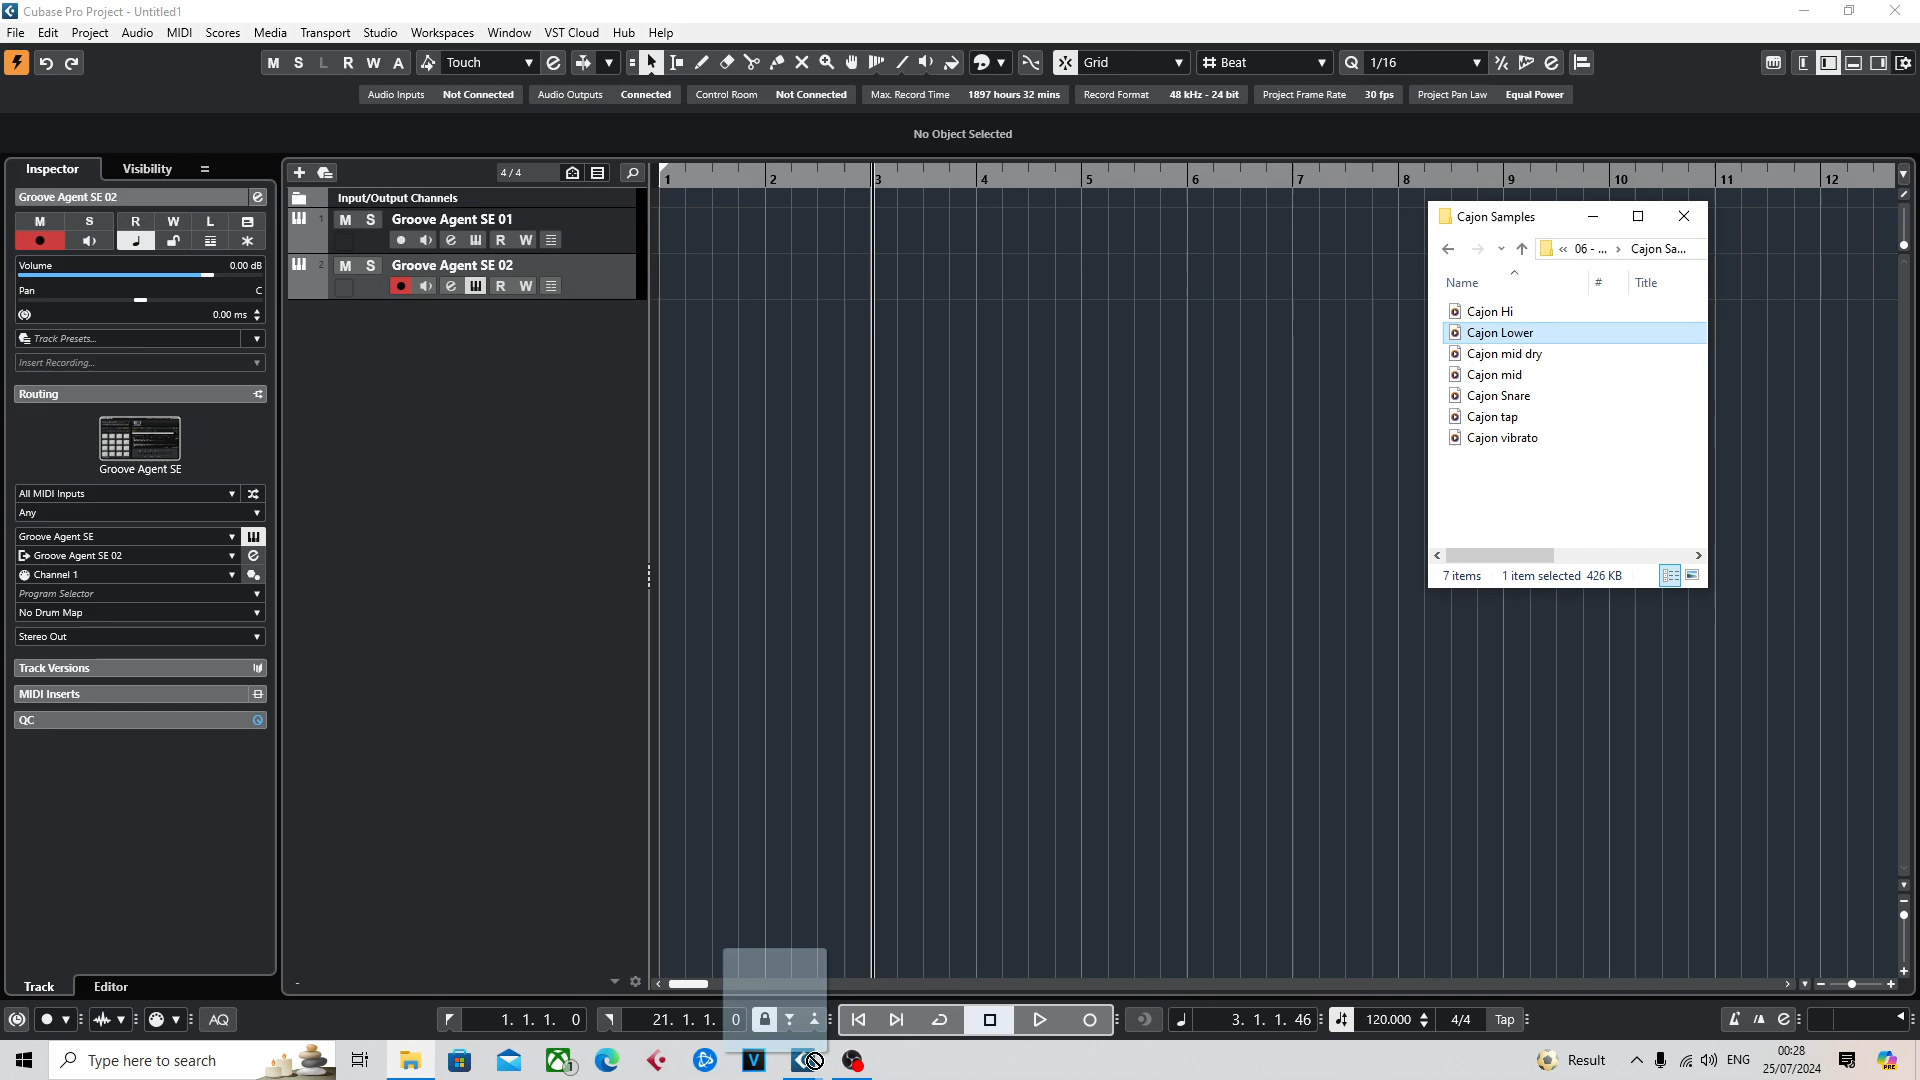 Cubase Pro Project - Untitled1
File Edit Project Audio MIDI Scores Media Transport Studio Workspaces Window VST Cloud Hub Help
M S L R W A Touch Grid Beat 1/16
Audio Inputs Not Connected Audio Outputs Connected Control Room Not Connected Max. Record Time 1897 hours 32 mins Record Format 48 kHz - 24 bit Project Frame Rate 30 fps Project Pan Law Equal Power
No Object Selected
Inspector Visibility
Groove Agent SE 02
M S R W L
Volume 0.00 dB
Pan C
0.00 ms
Track Presets...
Insert Recording...
Routing
Groove Agent SE
All MIDI Inputs
Any
Groove Agent SE
Groove Agent SE 02
Channel 1
Program Selector
No Drum Map
Stereo Out
Track Versions
MIDI Inserts
QC
Track Editor
4/4
Input/Output Channels
1 M S Groove Agent SE 01
R W
2 M S Groove Agent SE 02
R W
1 2 3 4 5 6 7 8 9 10 11 12
Cajon Samples
« 06 - ... › Cajon Sa...
Name # Title
Cajon Hi
Cajon Lower
Cajon mid dry
Cajon mid
Cajon Snare
Cajon tap
Cajon vibrato
7 items 1 item selected 426 KB
AQ 1. 1. 1. 0 21. 1. 1. 0 3. 1. 1. 46 120.000 4/4 Tap
Type here to search 1 V Result ENG 00:28
25/07/2024
PRE